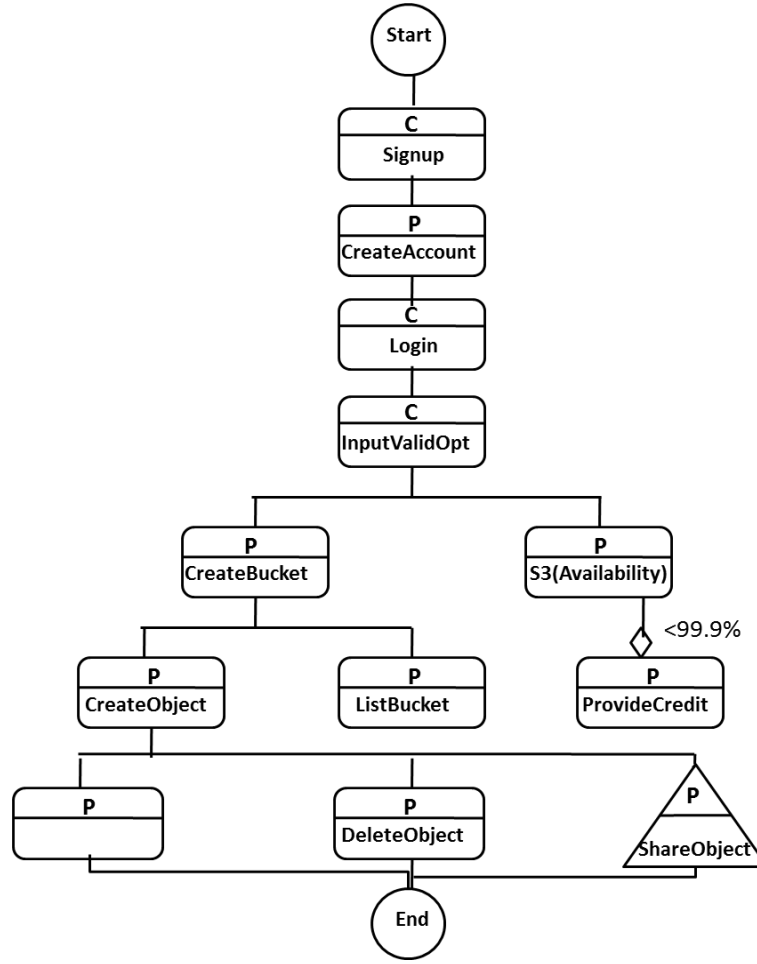 Start
C
Signup
P
CreateAccount
C
Login
C
InputValidOpt
P
CreateBucket
P
S3(Availability)
<99.9%
P
CreateObject
P
ListBucket
P
ProvideCredit
P
P
DeleteObject
P
ShareObject
End